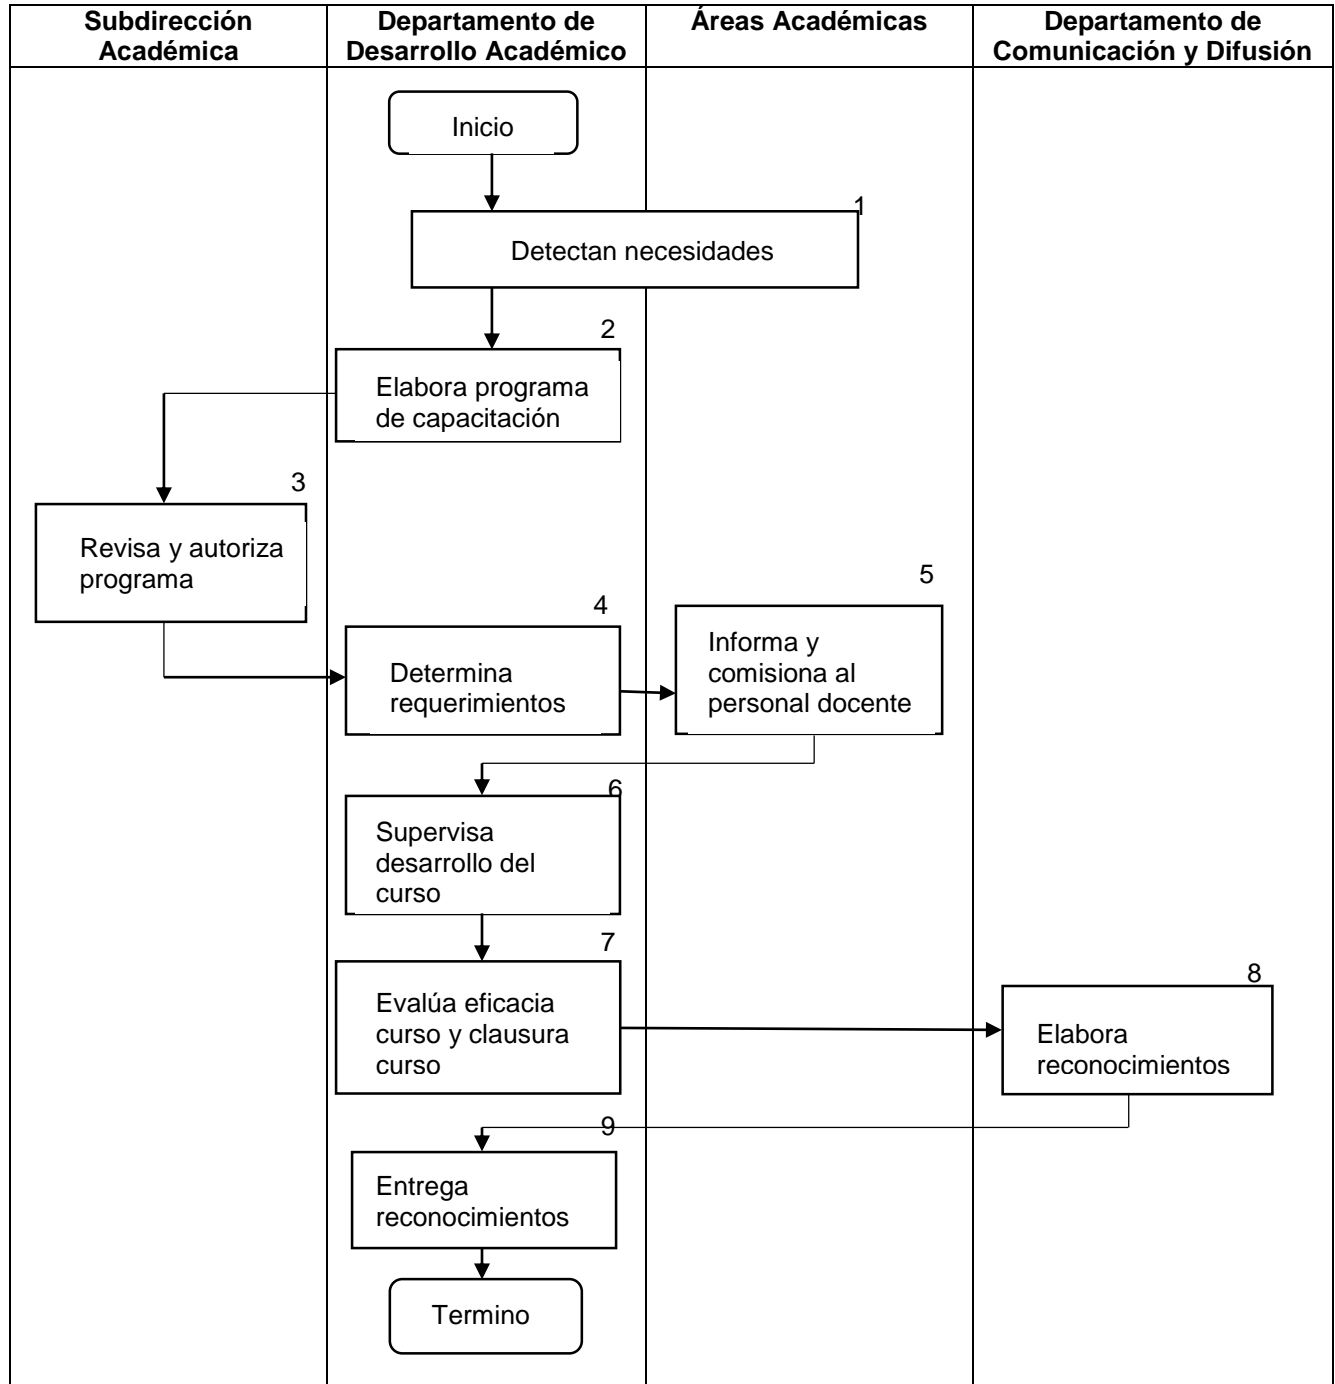 Subdirección
Académica
Departamento de
Desarrollo Académico
Áreas Académicas
Departamento de
Comunicación y Difusión
Inicio
1
Detectan necesidades
2
Elabora programa
de capacitación
3
Revisa y autoriza
programa
4
Determina
requerimientos
5
Informa y
comisiona al
personal docente
6
Supervisa
desarrollo del
curso
7
Evalúa eficacia
curso y clausura
curso
8
Elabora
reconocimientos
9
Entrega
reconocimientos
Termino